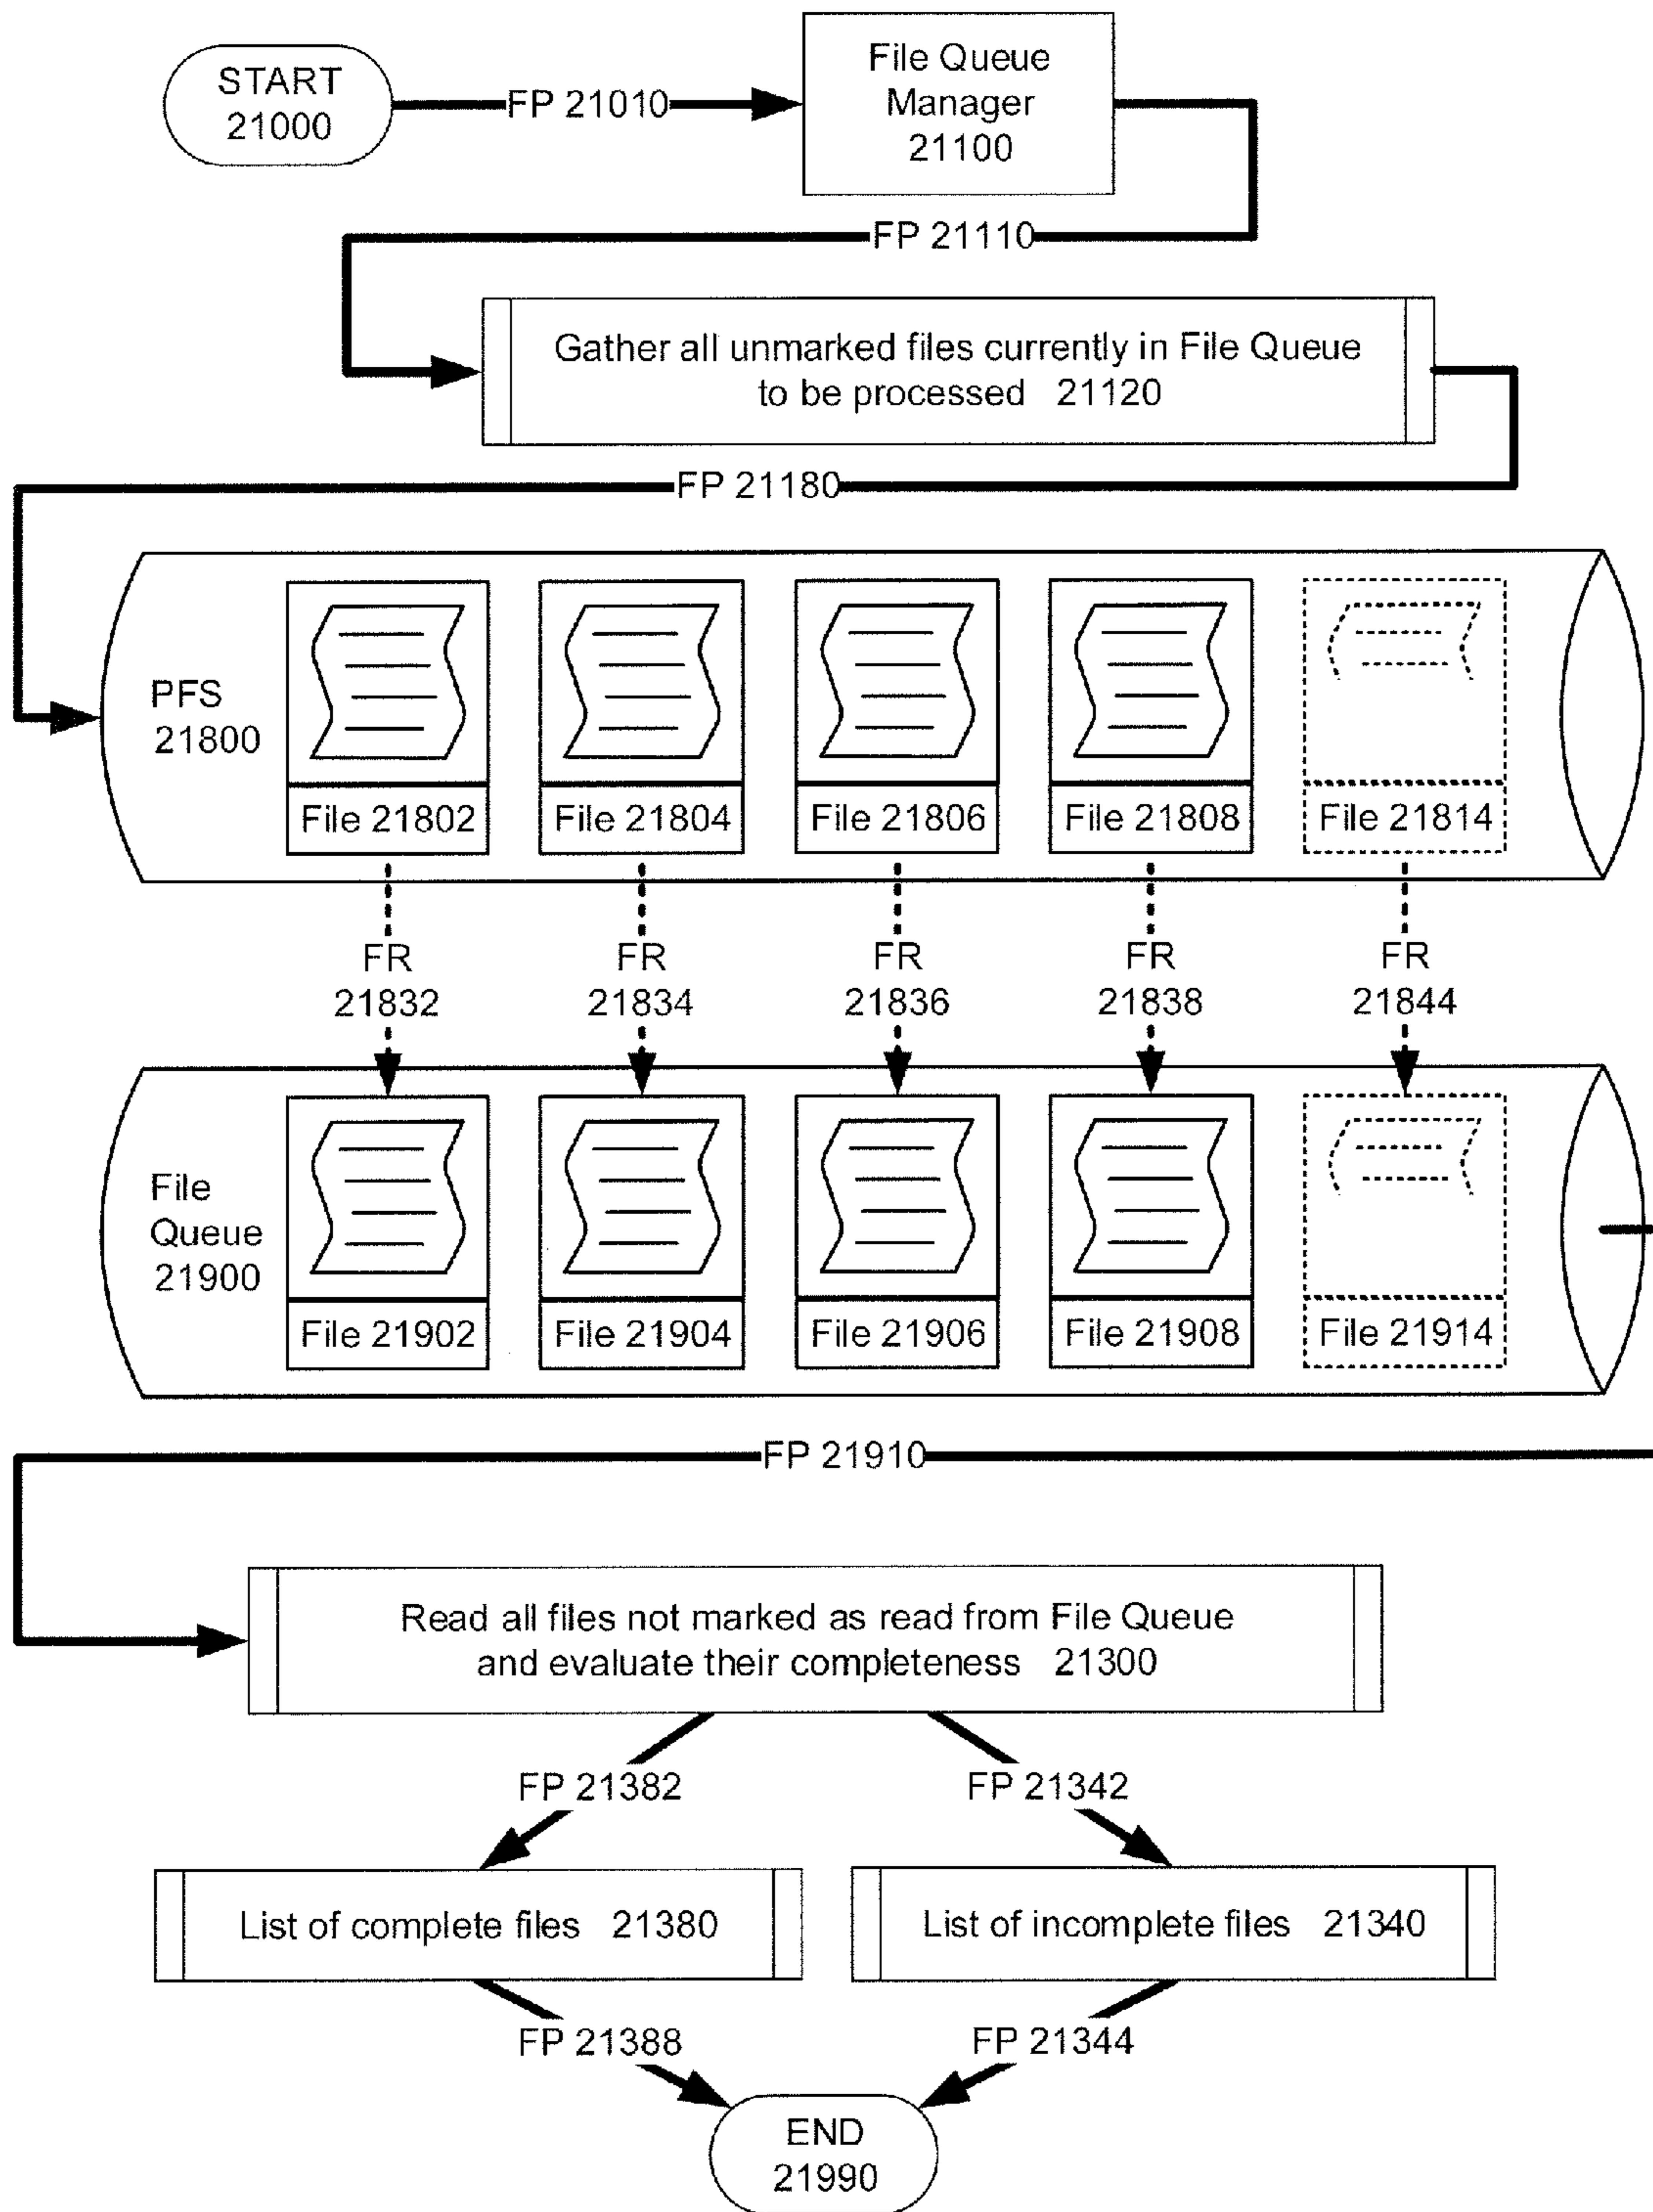 START
21000
FP 21010
File Queue
Manager
21100
FP 21110
Gather all unmarked files currently in File Queue
to be processed 21120
FP 21180
PFS
21800
File 21802
File 21804
File 21806
File 21808
File 21814
FR
21832
FR
21834
FR
21836
FR
21838
FR
21844
File
Queue
21900
File 21902
File 21904
File 21906
File 21908
File 21914
FP 21910
Read all files not marked as read from File Queue
and evaluate their completeness 21300
FP 21382
FP 21342
List of complete files 21380
List of incomplete files 21340
FP 21388
FP 21344
END
21990